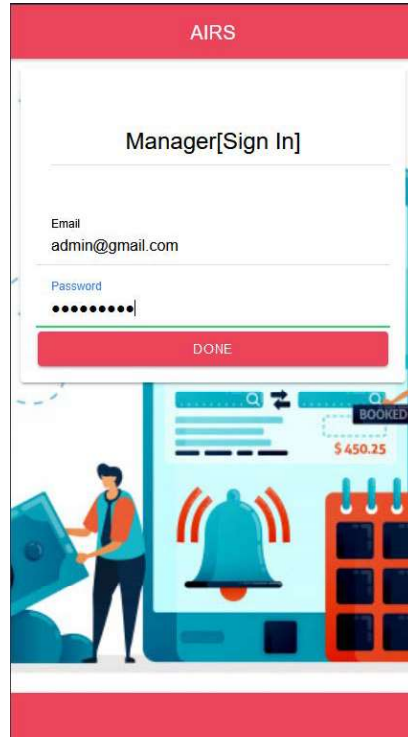 AIRS
Manager[Sign In]
Email
admin@gmail.com
Password
•••••••••
DONE
BOOKED
$ 450.25